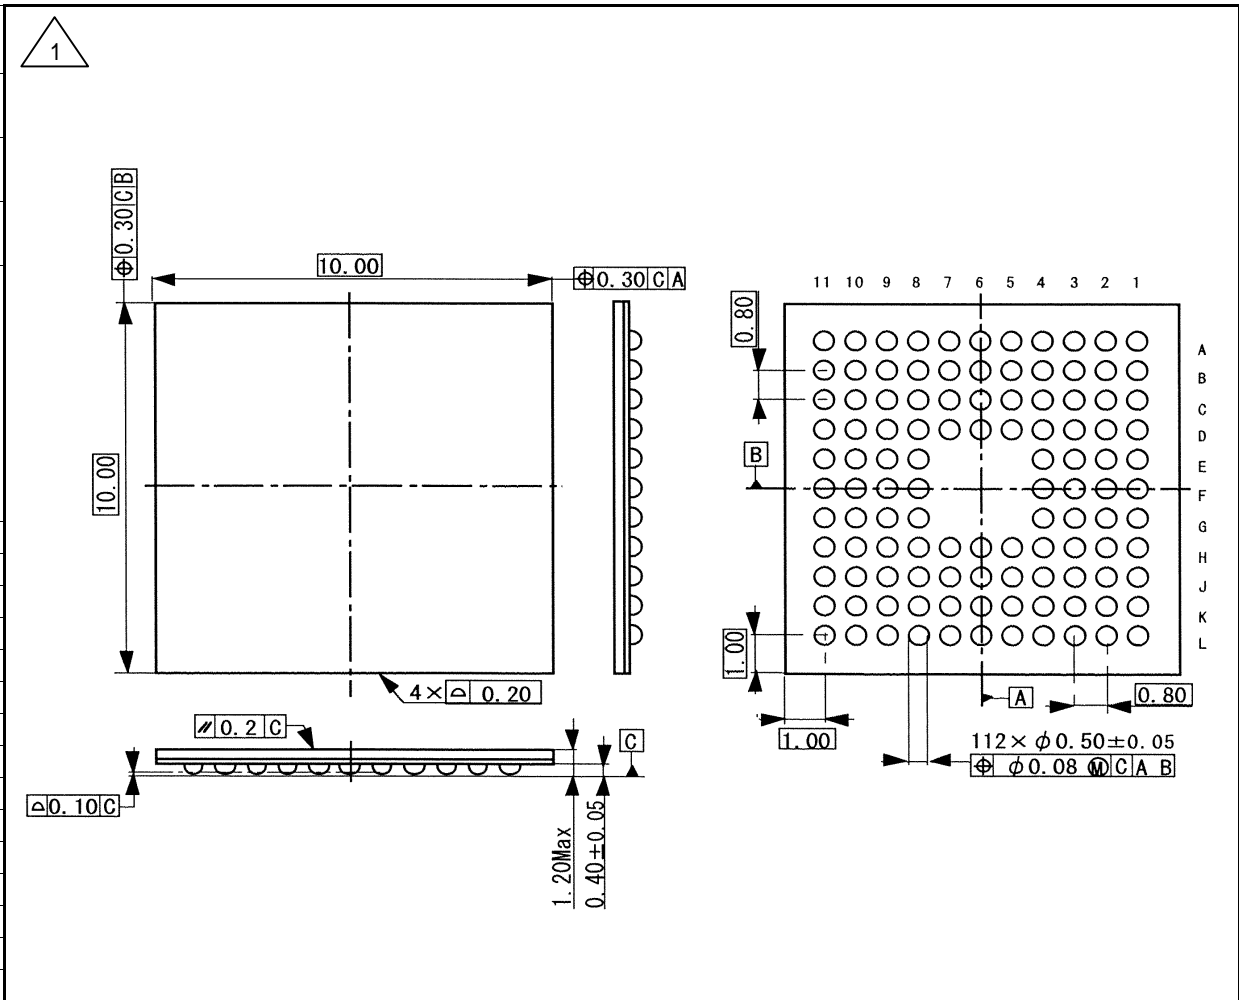 1
⌖0.30 C B
10.00
⌖0.30 C A
10.00
4×⌓ 0.20
⫽ 0.2 C
C
⌓0.10 C
1.20Max
0.40±0.05
11 10 9 8 7 6 5 4 3 2 1
0.80
A
B
C
D
E
B
F
G
H
J
K
L
1.00
A
0.80
1.00
112×φ0.50±0.05
⌖ φ0.08 Ⓜ C A B